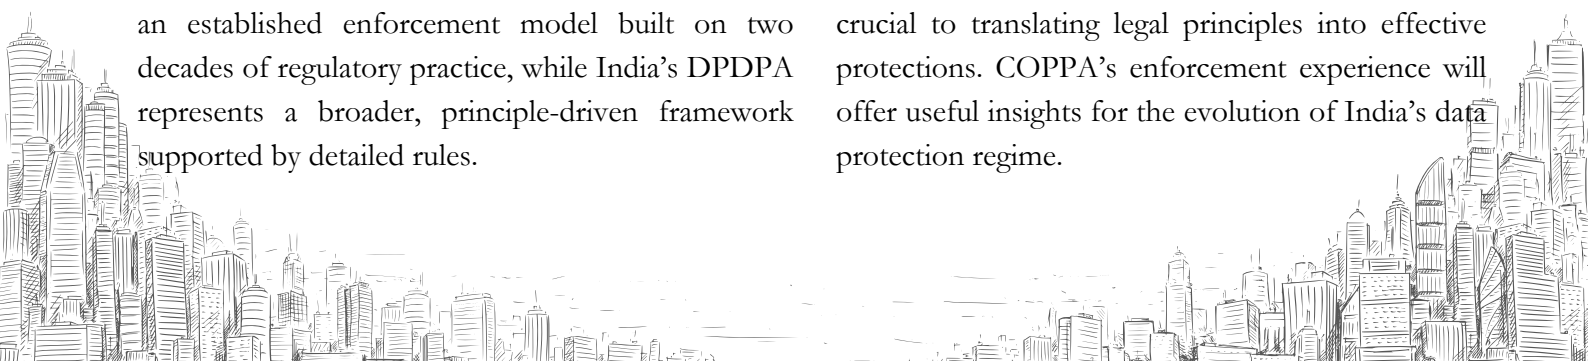 an established enforcement model built on two
decades of regulatory practice, while India’s DPDPA
represents a broader, principle-driven framework
supported by detailed rules.
crucial to translating legal principles into effective
protections. COPPA’s enforcement experience will
offer useful insights for the evolution of India’s data
protection regime.